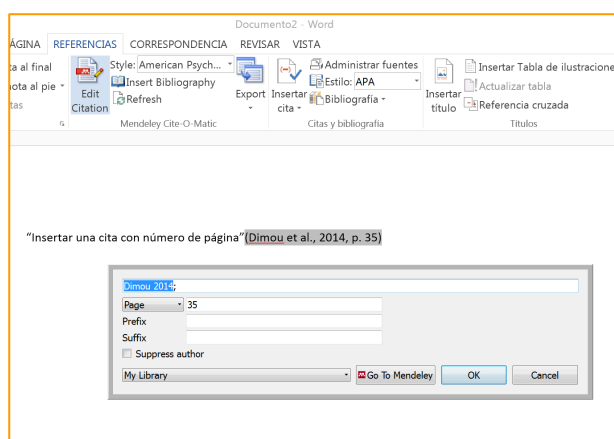 Documento2 - Word
ÁGINA REFERENCIAS CORRESPONDENCIA REVISAR VISTA
ta al final
nota al pie
tas
Edit
Citation
Style: American Psych...
Insert Bibliography
Refresh
Export
Mendeley Cite-O-Matic
Insertar
cita
Administrar fuentes
Estilo: APA
Bibliografía
Citas y bibliografía
Insertar
título
Insertar Tabla de ilustracione
Actualizar tabla
Referencia cruzada
Títulos
“Insertar una cita con número de página”(Dimou et al., 2014, p. 35)
Dimou 2014;
Page 35
Prefix
Suffix
Suppress author
My Library Go To Mendeley OK Cancel